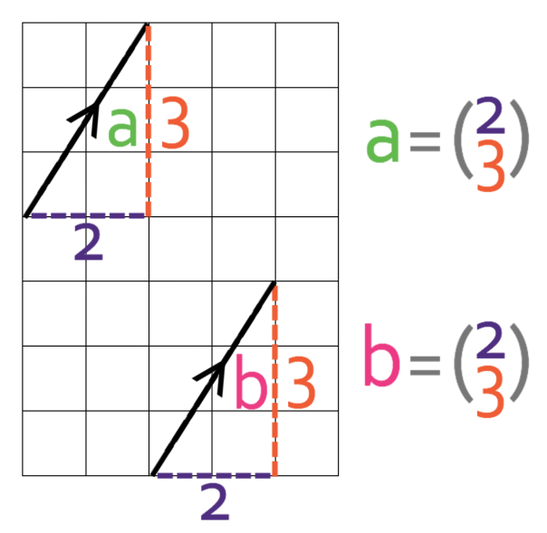 a 3
2
a = (2
3)
b 3
2
b = (2
3)